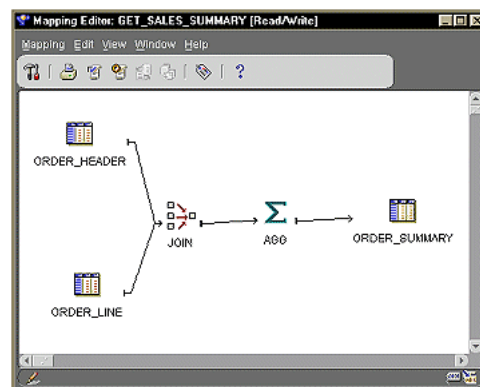 Mapping Editor: GET_SALES_SUMMARY [Read/Write]
Mapping Edit View Window Help
ORDER_HEADER
JOIN
AGG
ORDER_SUMMARY
ORDER_LINE